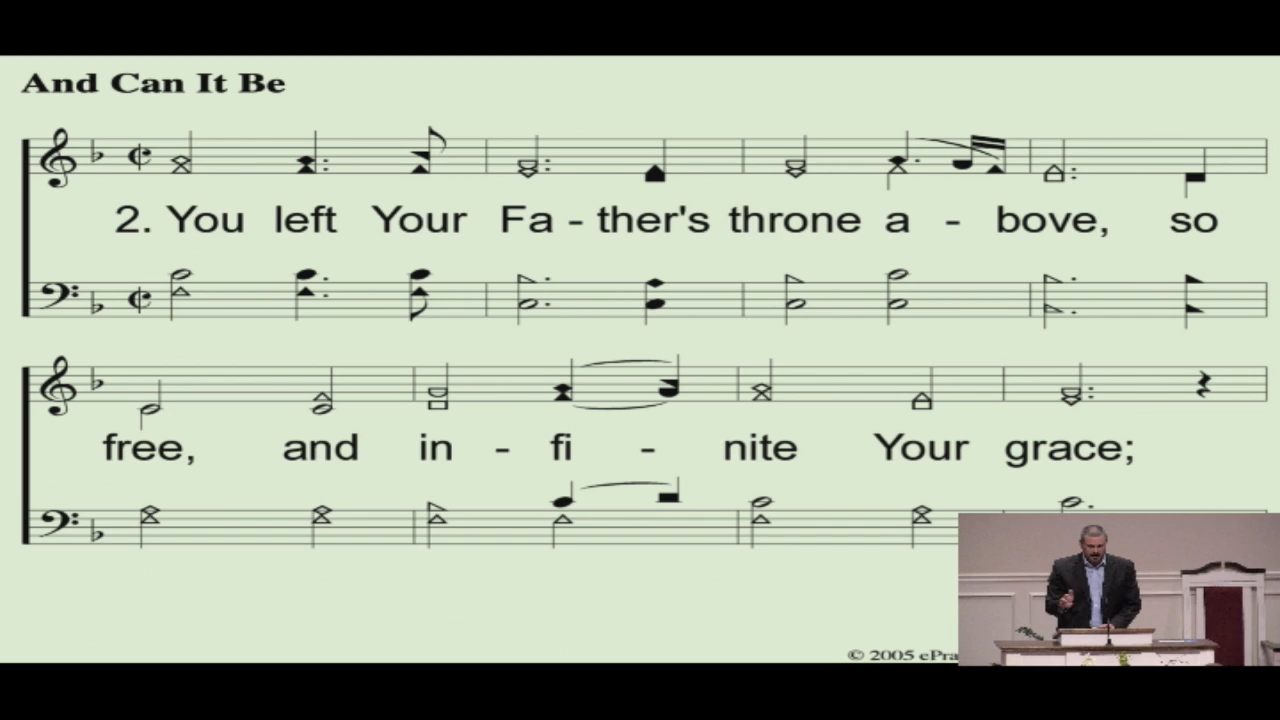 And Can It Be
2. You left Your Fa - ther's throne a - bove, so
free, and in - fi - nite Your grace;
© 2005